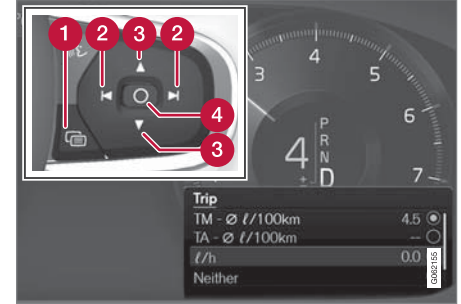 1
2
3
2
4
3
3
4
5
6
7
4
P
R
N
D
+
Trip
TM - Ø ℓ/100km 4.5
TA - Ø ℓ/100km --
ℓ/h 0.0
Neither
G062155